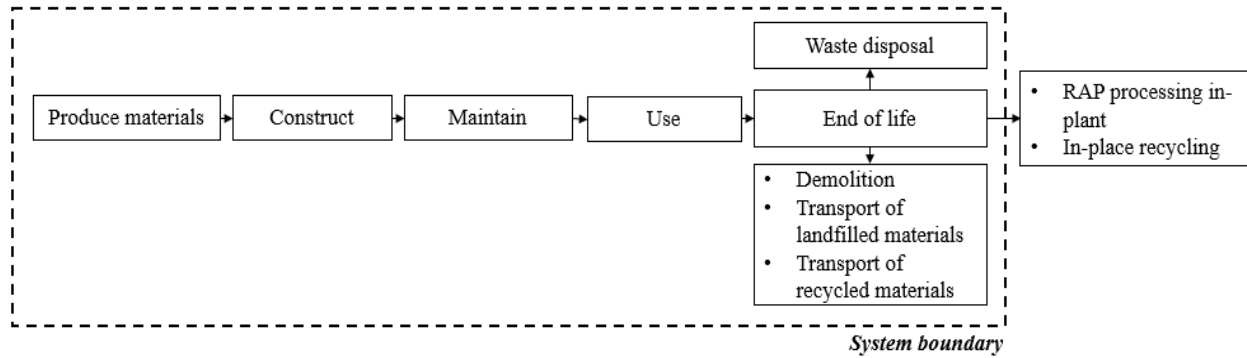 Waste disposal
Produce materials
Construct
Maintain
Use
End of life
• RAP processing in-
plant
• In-place recycling
• Demolition
• Transport of
landfilled materials
• Transport of
recycled materials
System boundary